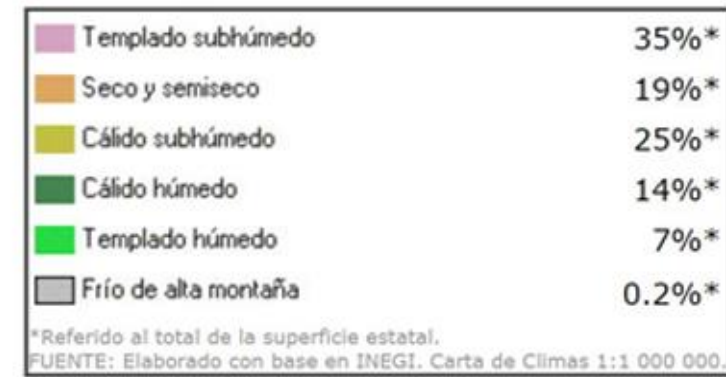 Templado subhúmedo 35%*
Seco y semiseco 19%*
Cálido subhúmedo 25%*
Cálido húmedo 14%*
Templado húmedo 7%*
Frío de alta montaña 0.2%*
*Referido al total de la superficie estatal.
FUENTE: Elaborado con base en INEGI. Carta de Climas 1:1 000 000.